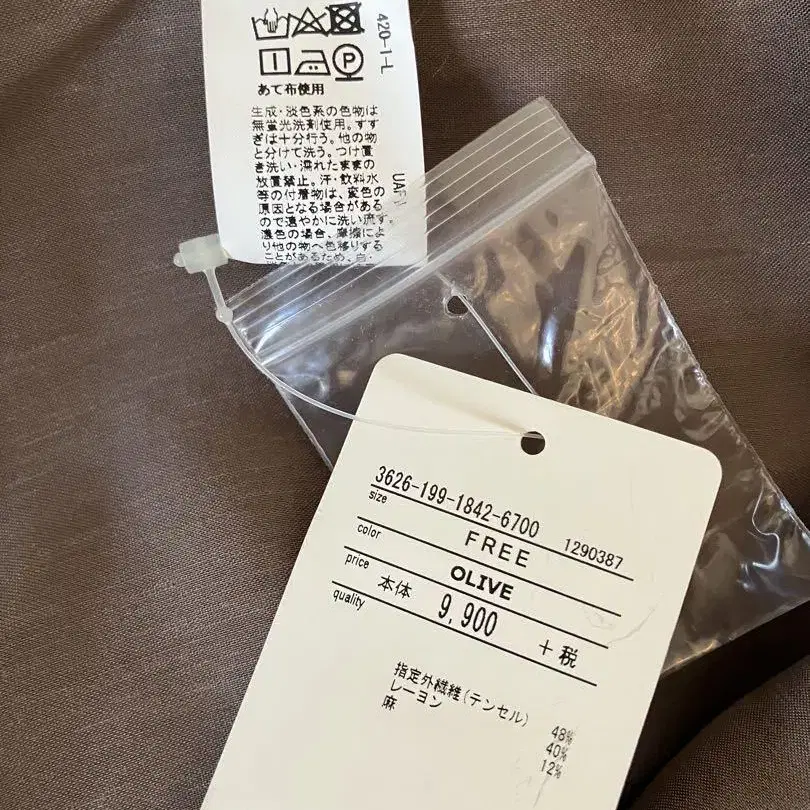 420-1-L
あて布使用
生成・淡色系の色物は
無蛍光洗剤使用。すす
ぎは十分行う。他の物
と分けて洗う。つけ置
き洗い・濡れたままの
放置禁止。汗・飲料水
等の付着物は、変色の
原因となる場合がある
ので速やかに洗い流す。
濃色の場合、摩擦によ
り他の物へ色移りする
ことがあるため、白・
UAR
3626-199-1842-6700 1290387
size FREE
color OLIVE
price 本体 9,900 +税
quality
指定外繊維(テンセル) 48%
レーヨン 40%
麻 12%